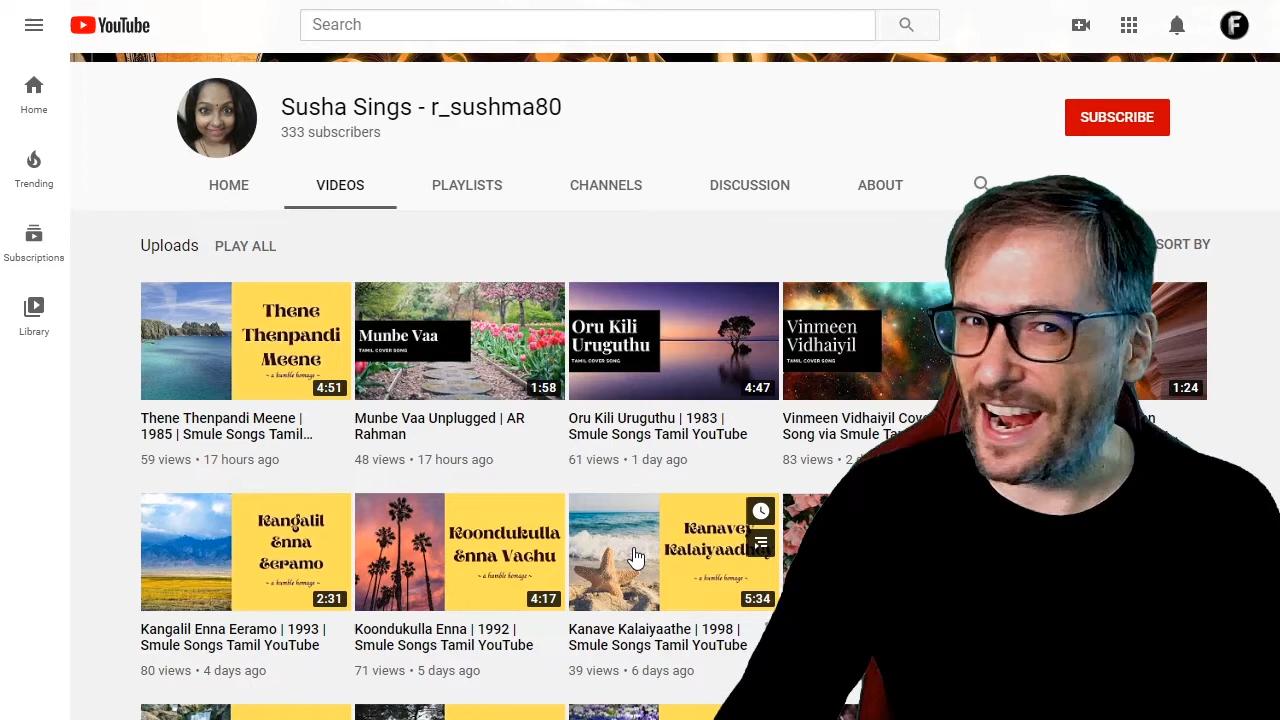 YouTube
Search
F
Home
Trending
Subscriptions
Library
Susha Sings - r_sushma80
333 subscribers
SUBSCRIBE
HOME
VIDEOS
PLAYLISTS
CHANNELS
DISCUSSION
ABOUT
Uploads
PLAY ALL
SORT BY
Thene
Thenpandi
Meene
~ a humble homage ~
4:51
Munbe Vaa
TAMIL COVER SONG
1:58
Oru Kili
Uruguthu
TAMIL COVER SONG
4:47
Vinmeen
Vidhaiyil
TAMIL COVER SONG
1:24
Thene Thenpandi Meene |
1985 | Smule Songs Tamil…
59 views • 17 hours ago
Munbe Vaa Unplugged | AR
Rahman
48 views • 17 hours ago
Oru Kili Uruguthu | 1983 |
Smule Songs Tamil YouTube
61 views • 1 day ago
Vinmeen Vidhaiyil
Song via Smule
83 views •
Kangalil
Enna
Eeramo
~ a humble homage ~
2:31
Koondukulla
Enna Vachu
~ a humble homage ~
4:17
Kanavey
Kalaiyaadhey
~ a humble homage ~
5:34
Kangalil Enna Eeramo | 1993 |
Smule Songs Tamil YouTube
80 views • 4 days ago
Koondukulla Enna | 1992 |
Smule Songs Tamil YouTube
71 views • 5 days ago
Kanave Kalaiyaathe | 1998 |
Smule Songs Tamil YouTube
39 views • 6 days ago